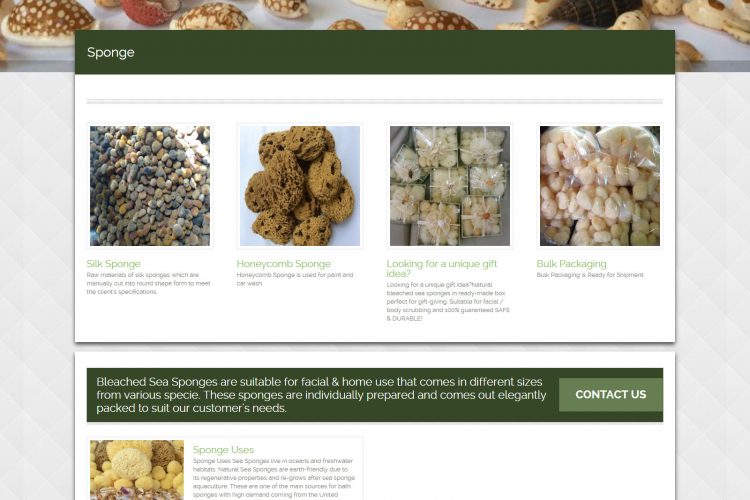 Sponge
Silk Sponge
Raw materials of silk sponges which are
manually cut into round shape form to meet
the client's specifications.
Honeycomb Sponge
Honeycomb Sponge is used for paint and
car wash
Looking for a unique gift
idea?
Looking for a unique gift idea?Natural
bleached sea sponges in ready-made box
perfect for gift-giving. Suitable for facial /
body scrubbing and 100% guaranteed SAFE
& DURABLE!
Bulk Packaging
Bulk Packaging is Ready for Shipment
Bleached Sea Sponges are suitable for facial & home use that comes in different sizes
from various specie. These sponges are individually prepared and comes out elegantly
packed to suit our customer's needs.
CONTACT US
Sponge Uses
Sponge Uses Sea Sponges live in oceans and freshwater
habitats. Natural Sea Sponges are earth-friendly due to
its regenerative properties and re-grows after sea sponge
aquaculture. These are one of the main sources for bath
sponges with high demand coming from the United